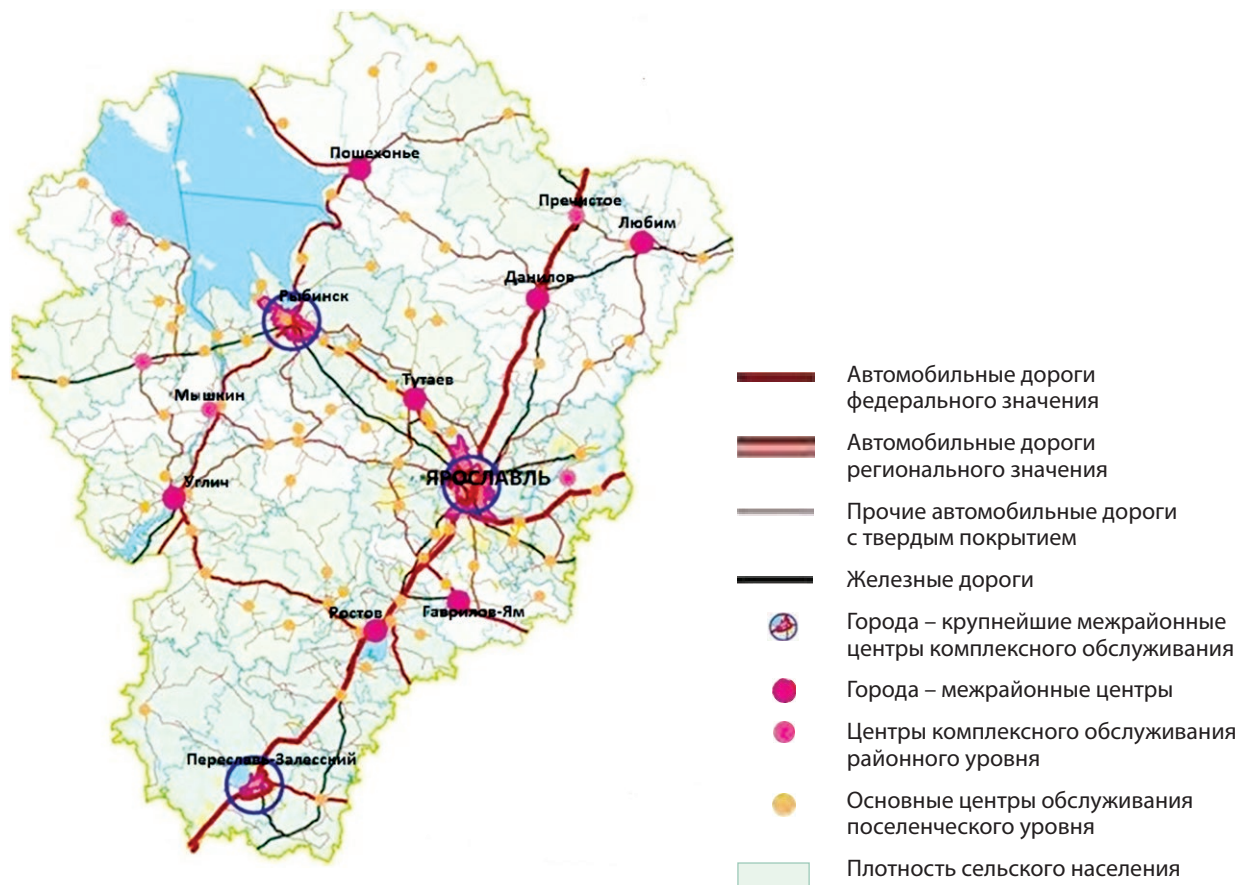 Пошехонье
Пречистое
Любим
Данилов
Рыбинск
Тутаев
Мышкин
ЯРОСЛАВЛЬ
Углич
Ростов
Гаврилов-Ям
Переславль-Залесский
Автомобильные дороги
федерального значения
Автомобильные дороги
регионального значения
Прочие автомобильные дороги
с твердым покрытием
Железные дороги
Города – крупнейшие межрайонные
центры комплексного обслуживания
Города – межрайонные центры
Центры комплексного обслуживания
районного уровня
Основные центры обслуживания
поселенческого уровня
Плотность сельского населения